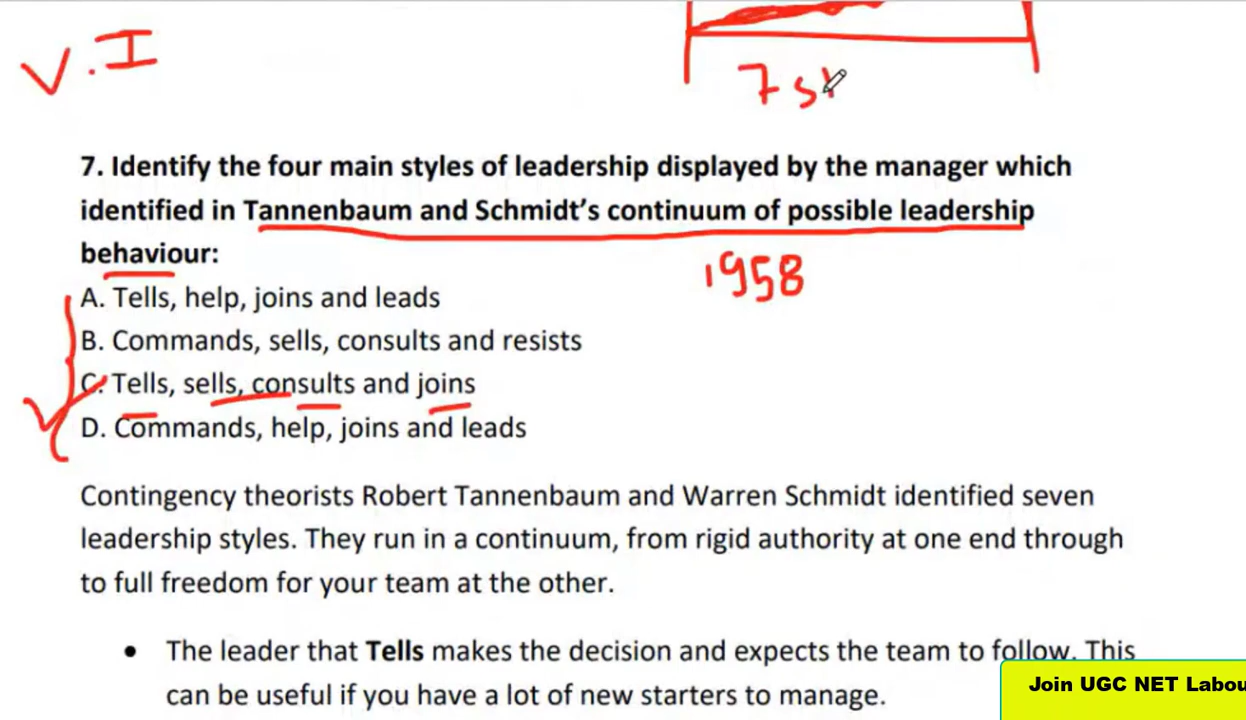 V.I
7 s
7. Identify the four main styles of leadership displayed by the manager which
identified in Tannenbaum and Schmidt's continuum of possible leadership
behaviour:
1958
A. Tells, help, joins and leads
B. Commands, sells, consults and resists
C. Tells, sells, consults and joins
D. Commands, help, joins and leads
Contingency theorists Robert Tannenbaum and Warren Schmidt identified seven
leadership styles. They run in a continuum, from rigid authority at one end through
to full freedom for your team at the other.
• The leader that Tells makes the decision and expects the team to follow. This
can be useful if you have a lot of new starters to manage.
Join UGC NET Labou